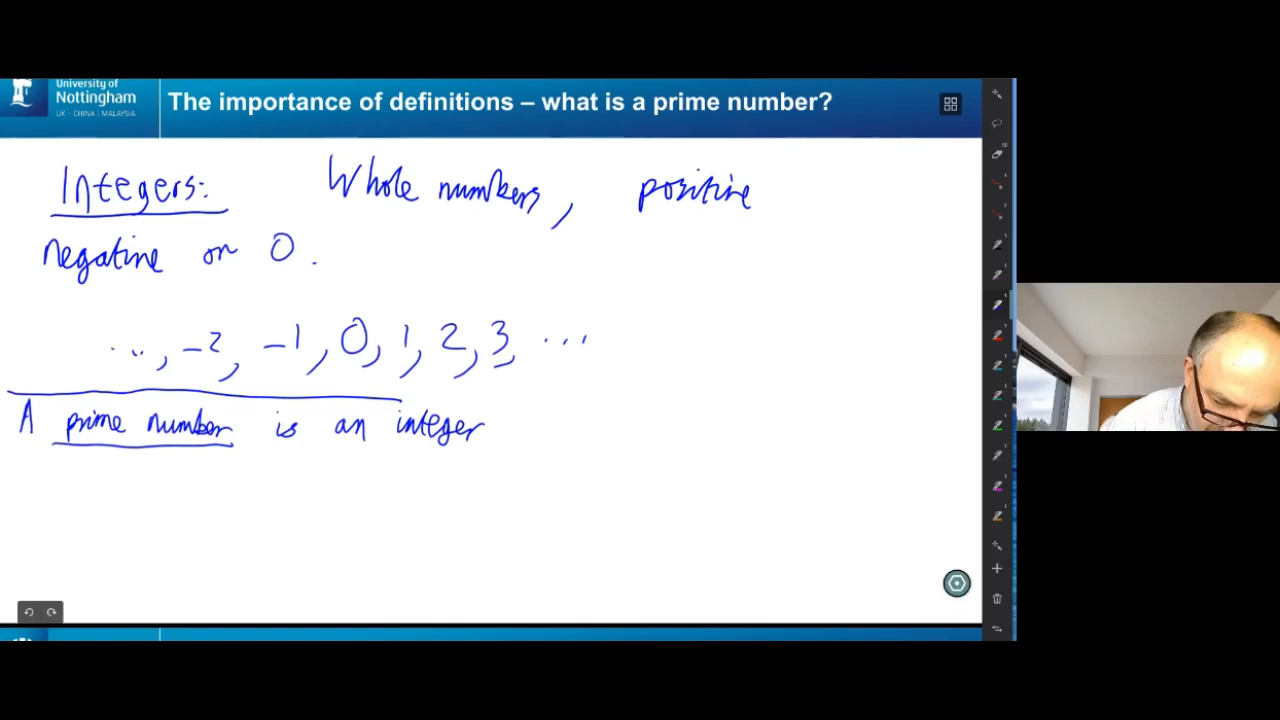 University of
Nottingham
UK | CHINA | MALAYSIA
The importance of definitions – what is a prime number?
Integers: Whole numbers, positive
negative or 0.
..., -2, -1, 0, 1, 2, 3, ...
A prime number is an integer